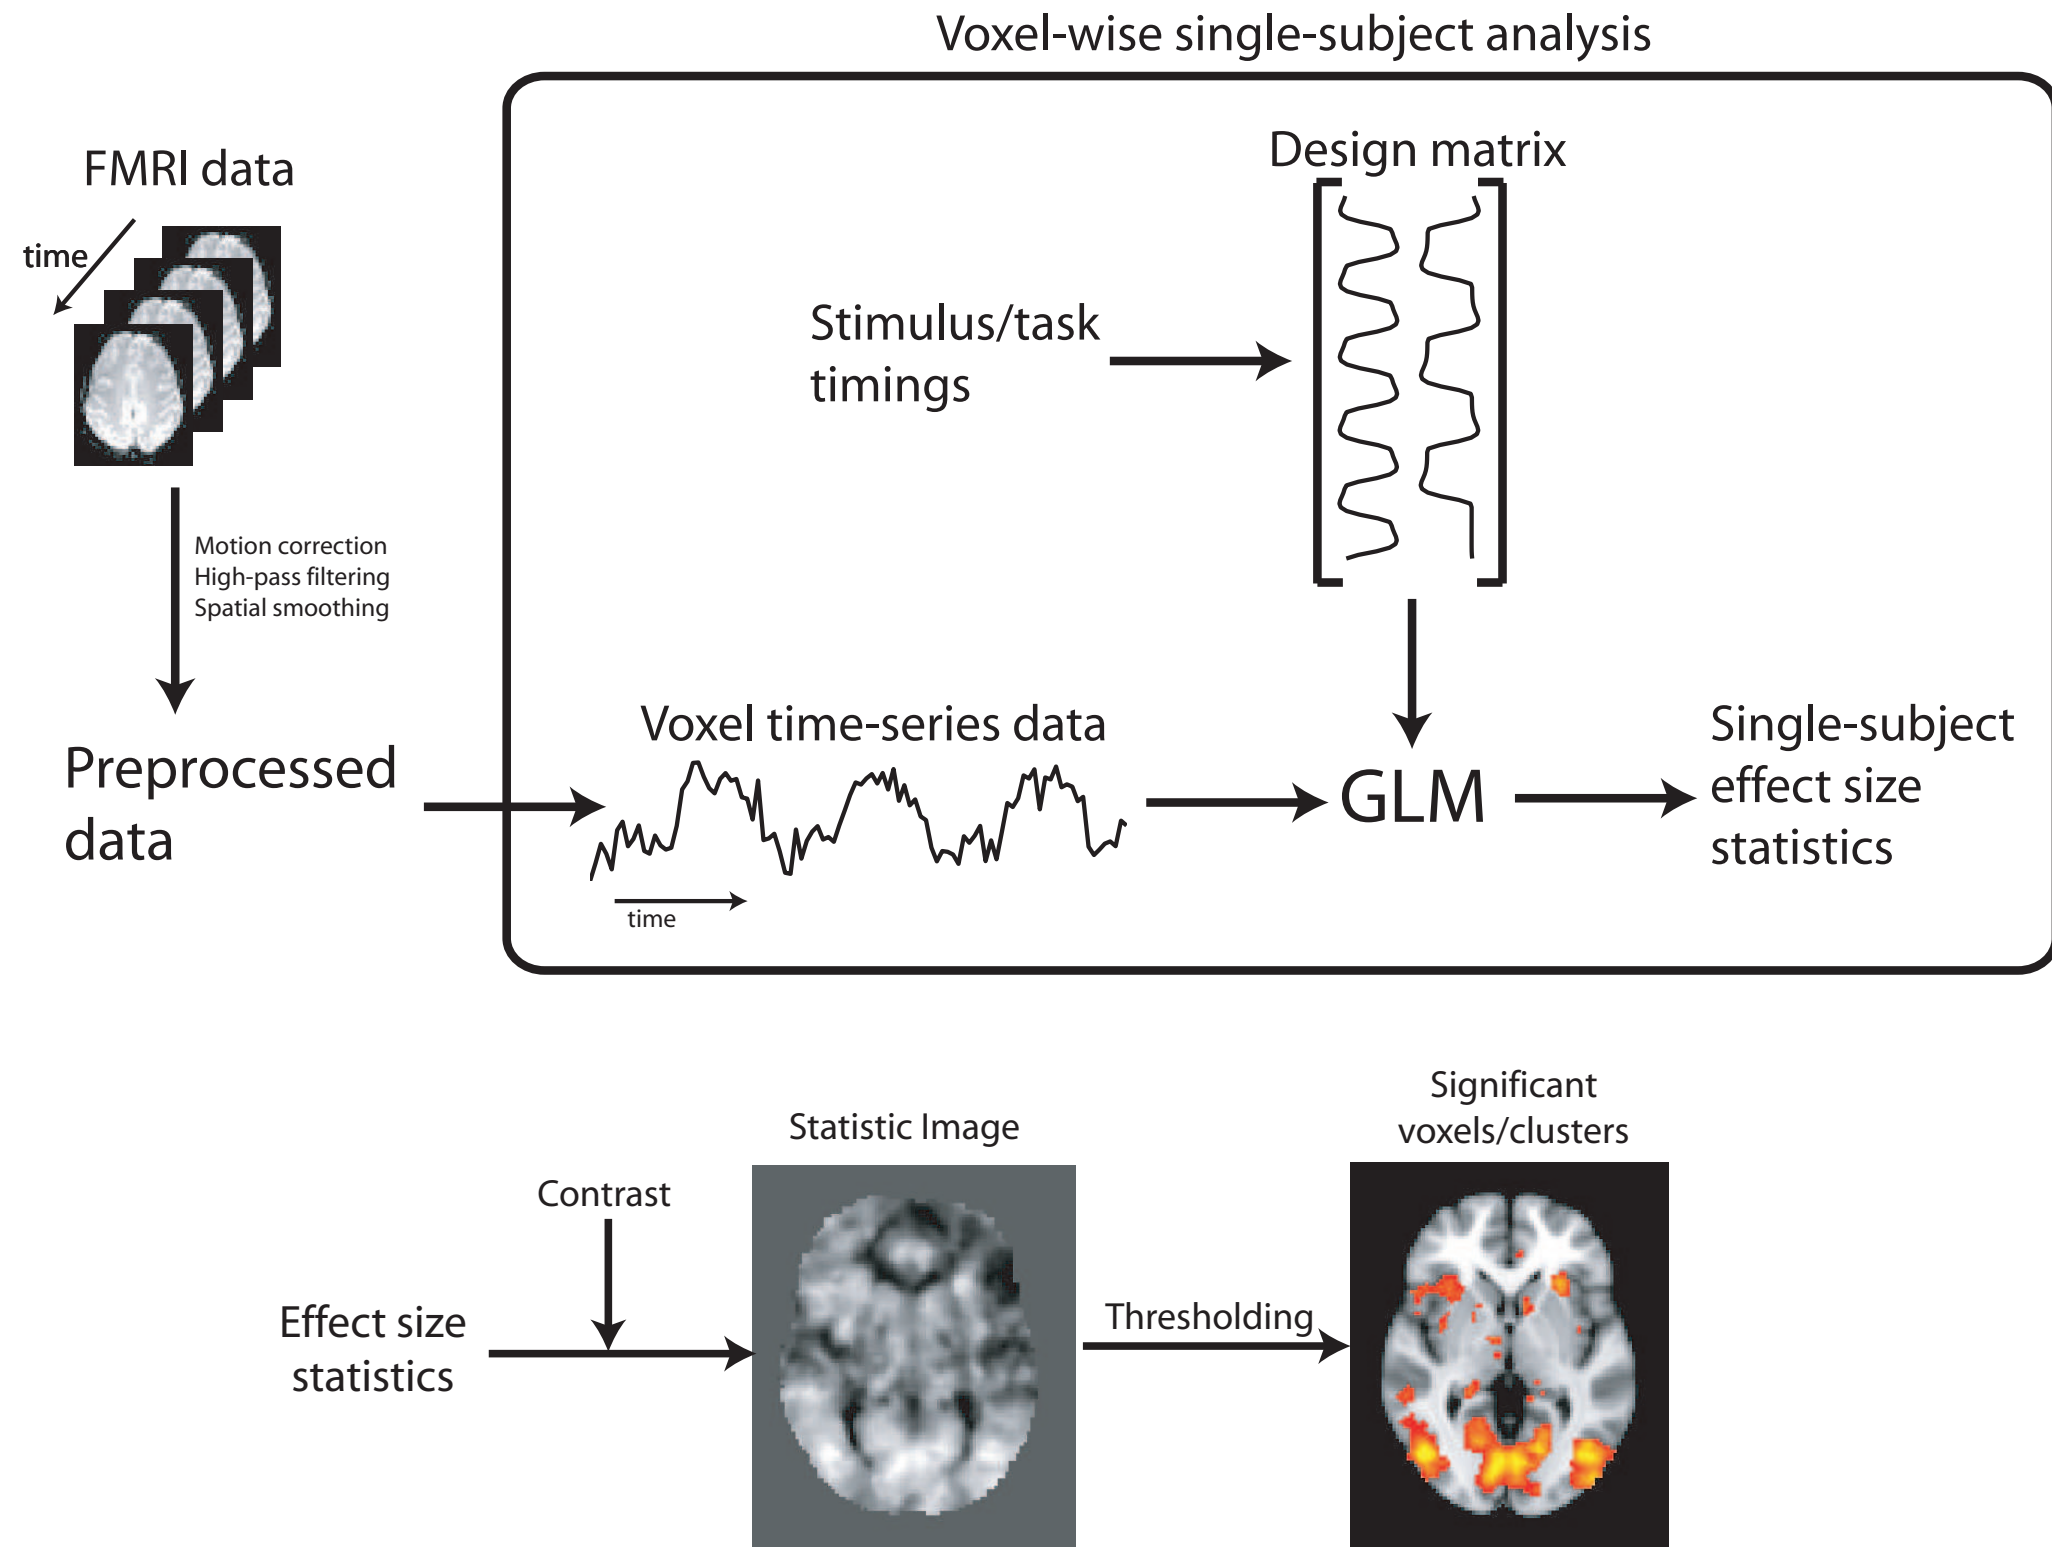 Voxel-wise single-subject analysis
FMRI data
time
Motion correction
High-pass filtering
Spatial smoothing
Preprocessed
data
Design matrix
Stimulus/task
timings
Voxel time-series data
time
GLM
Single-subject
effect size
statistics
Effect size
statistics
Contrast
Statistic Image
Thresholding
Significant
voxels/clusters